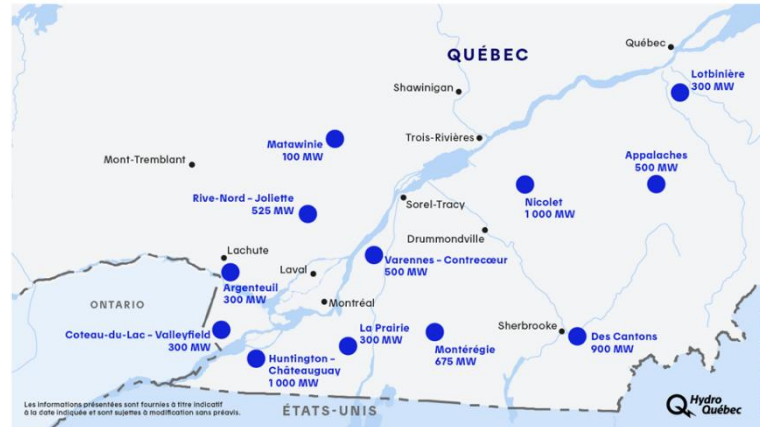 QUÉBEC
Québec
Lotbinière
300 MW
Shawinigan
Trois-Rivières
Matawinie
100 MW
Mont-Tremblant
Appalaches
500 MW
Rive-Nord – Joliette
525 MW
Nicolet
1 000 MW
Sorel-Tracy
Drummondville
Lachute
Laval
Varennes – Contrecœur
500 MW
Argenteuil
300 MW
ONTARIO
Montréal
Coteau-du-Lac – Valleyfield
300 MW
La Prairie
300 MW
Montérégie
675 MW
Sherbrooke
Des Cantons
900 MW
Huntington –
Châteauguay
1 000 MW
Les informations présentées sont fournies à titre indicatif
à la date indiquée et sont sujettes à modification sans préavis.
ÉTATS-UNIS
Hydro
Québec